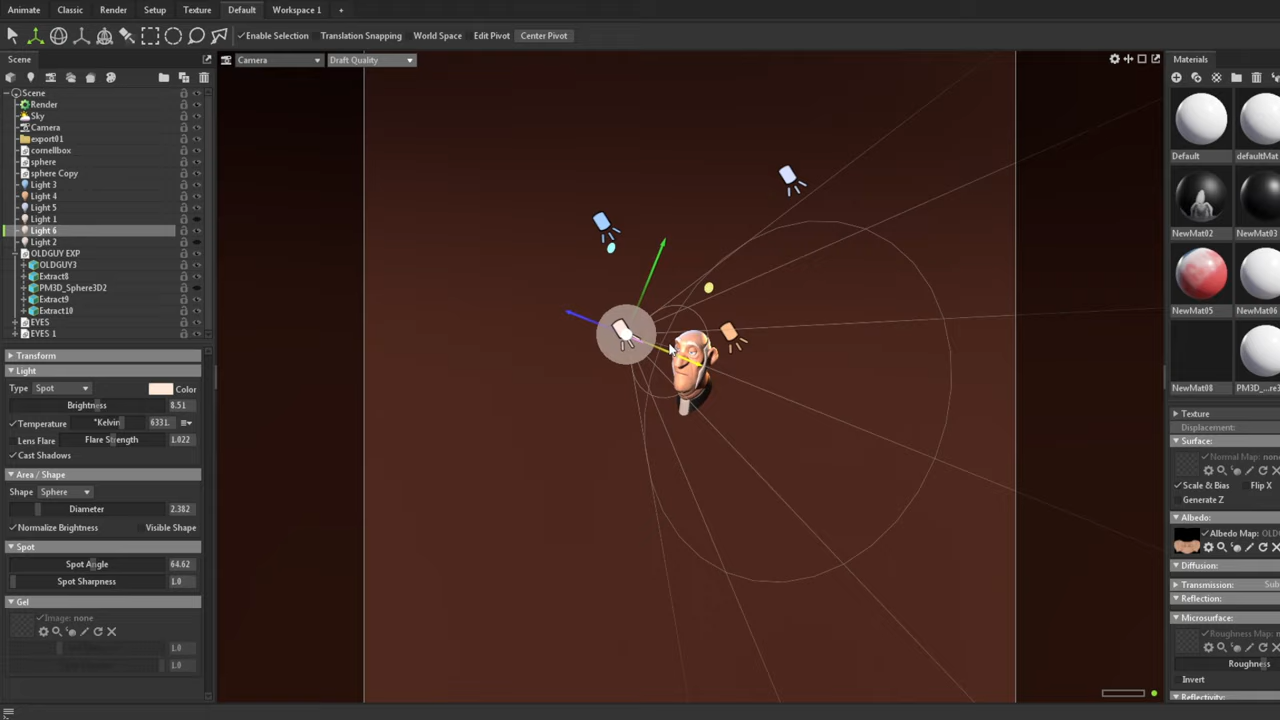 Animate Classic Render Setup Texture Default Workspace 1 +
Enable Selection Translation Snapping World Space Edit Pivot Center Pivot
Scene
Camera
Draft Quality
Materials
Scene
Render
Sky
Camera
export01
cornellbox
sphere
sphere Copy
Light 3
Light 4
Light 5
Light 1
Light 6
Light 2
OLDGUY EXP
OLDGUY3
Extract8
PM3D_Sphere3D2
Extract9
Extract10
EYES
EYES 1
Transform
Light
Type Spot Color
Brightness 8.51
Temperature °Kelvin 6331.
Lens Flare Flare Strength 1.022
Cast Shadows
Area / Shape
Shape Sphere
Diameter 2.382
Normalize Brightness Visible Shape
Spot
Spot Angle 64.62
Spot Sharpness 1.0
Gel
Image: none
1.0
1.0
Default defaultMat
NewMat02 NewMat03
NewMat05 NewMat06
NewMat08 PM3D_...re3
Texture
Displacement:
Surface:
Normal Map: none
Scale & Bias Flip X
Generate Z
Albedo:
Albedo Map: OLD
Diffusion:
Transmission: Sub
Reflection:
Microsurface:
Roughness Map: n
Roughness
Invert
Reflectivity: